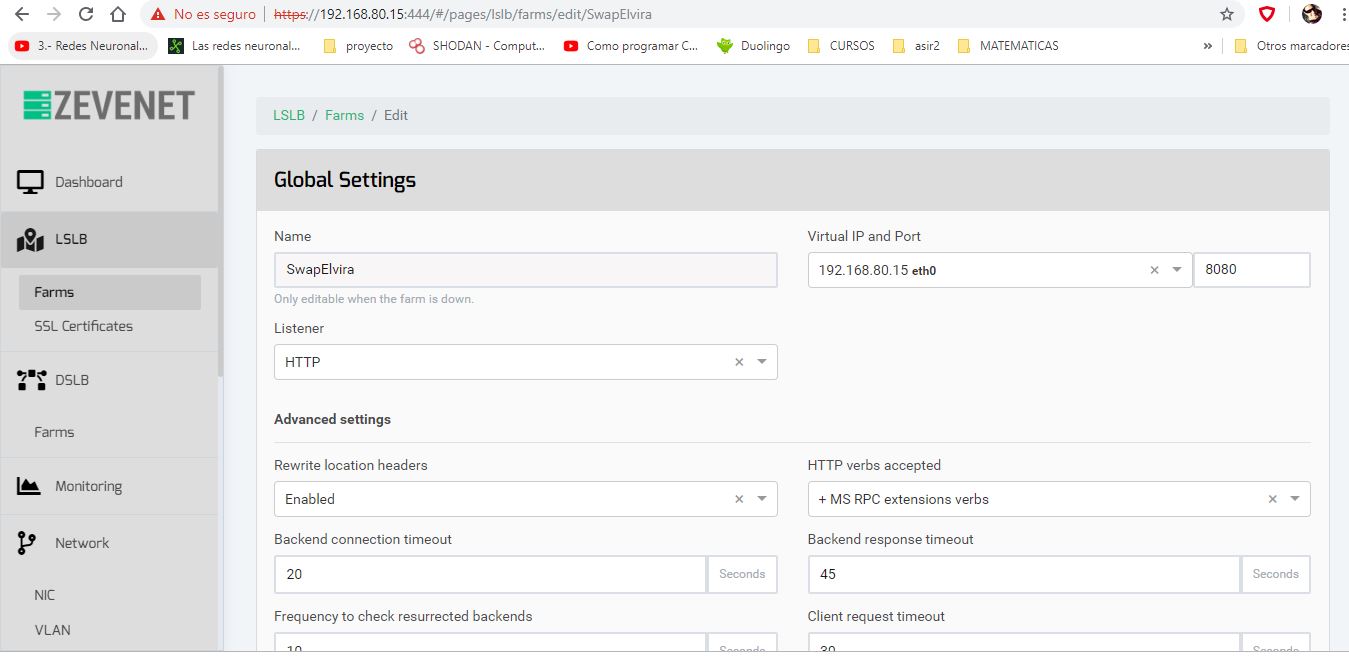 No es seguro | https://192.168.80.15:444/#/pages/lslb/farms/edit/SwapElvira
3.- Redes Neuronal... Las redes neuronal... proyecto SHODAN - Comput... Como programar C... Duolingo CURSOS asir2 MATEMATICAS » Otros marcadores
ZEVENET
LSLB / Farms / Edit
Global Settings
Dashboard
LSLB
Farms
SSL Certificates
DSLB
Farms
Monitoring
Network
NIC
VLAN
Name
SwapElvira
Only editable when the farm is down.
Virtual IP and Port
192.168.80.15 eth0
8080
Listener
HTTP
Advanced settings
Rewrite location headers
Enabled
HTTP verbs accepted
+ MS RPC extensions verbs
Backend connection timeout
20 Seconds
Backend response timeout
45 Seconds
Frequency to check resurrected backends
10 Seconds
Client request timeout
30 Seconds